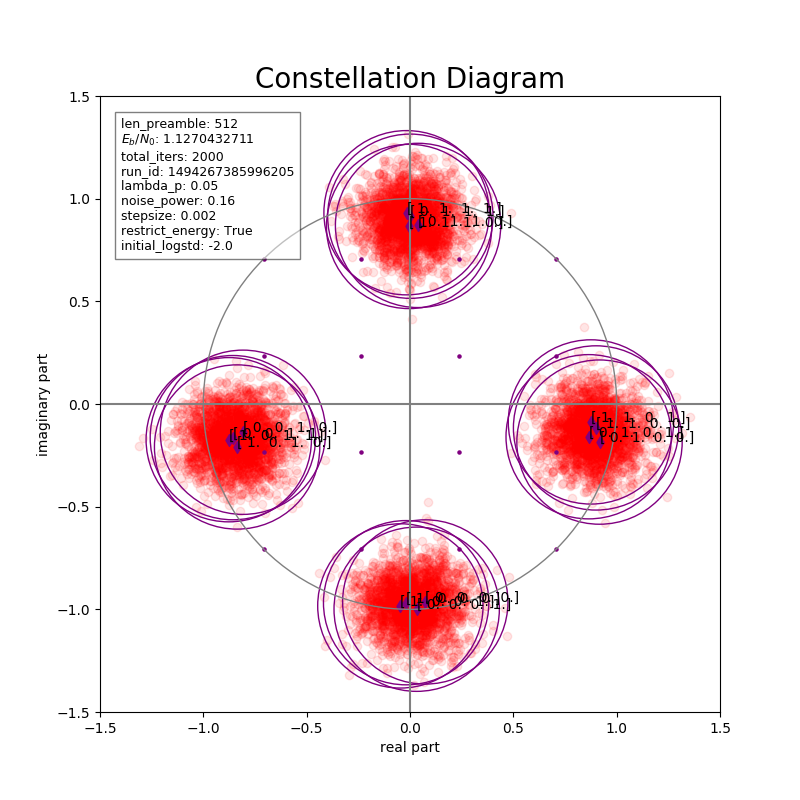 Constellation Diagram
len_preamble: 512
E_b/N_0: 1.1270432711
total_iters: 2000
run_id: 1494267385996205
lambda_p: 0.05
noise_power: 0.16
stepsize: 0.002
restrict_energy: True
initial_logstd: -2.0
1.5
1.0
0.5
0.0
−0.5
−1.0
−1.5
imaginary part
−1.5
−1.0
−0.5
0.0
0.5
1.0
1.5
real part